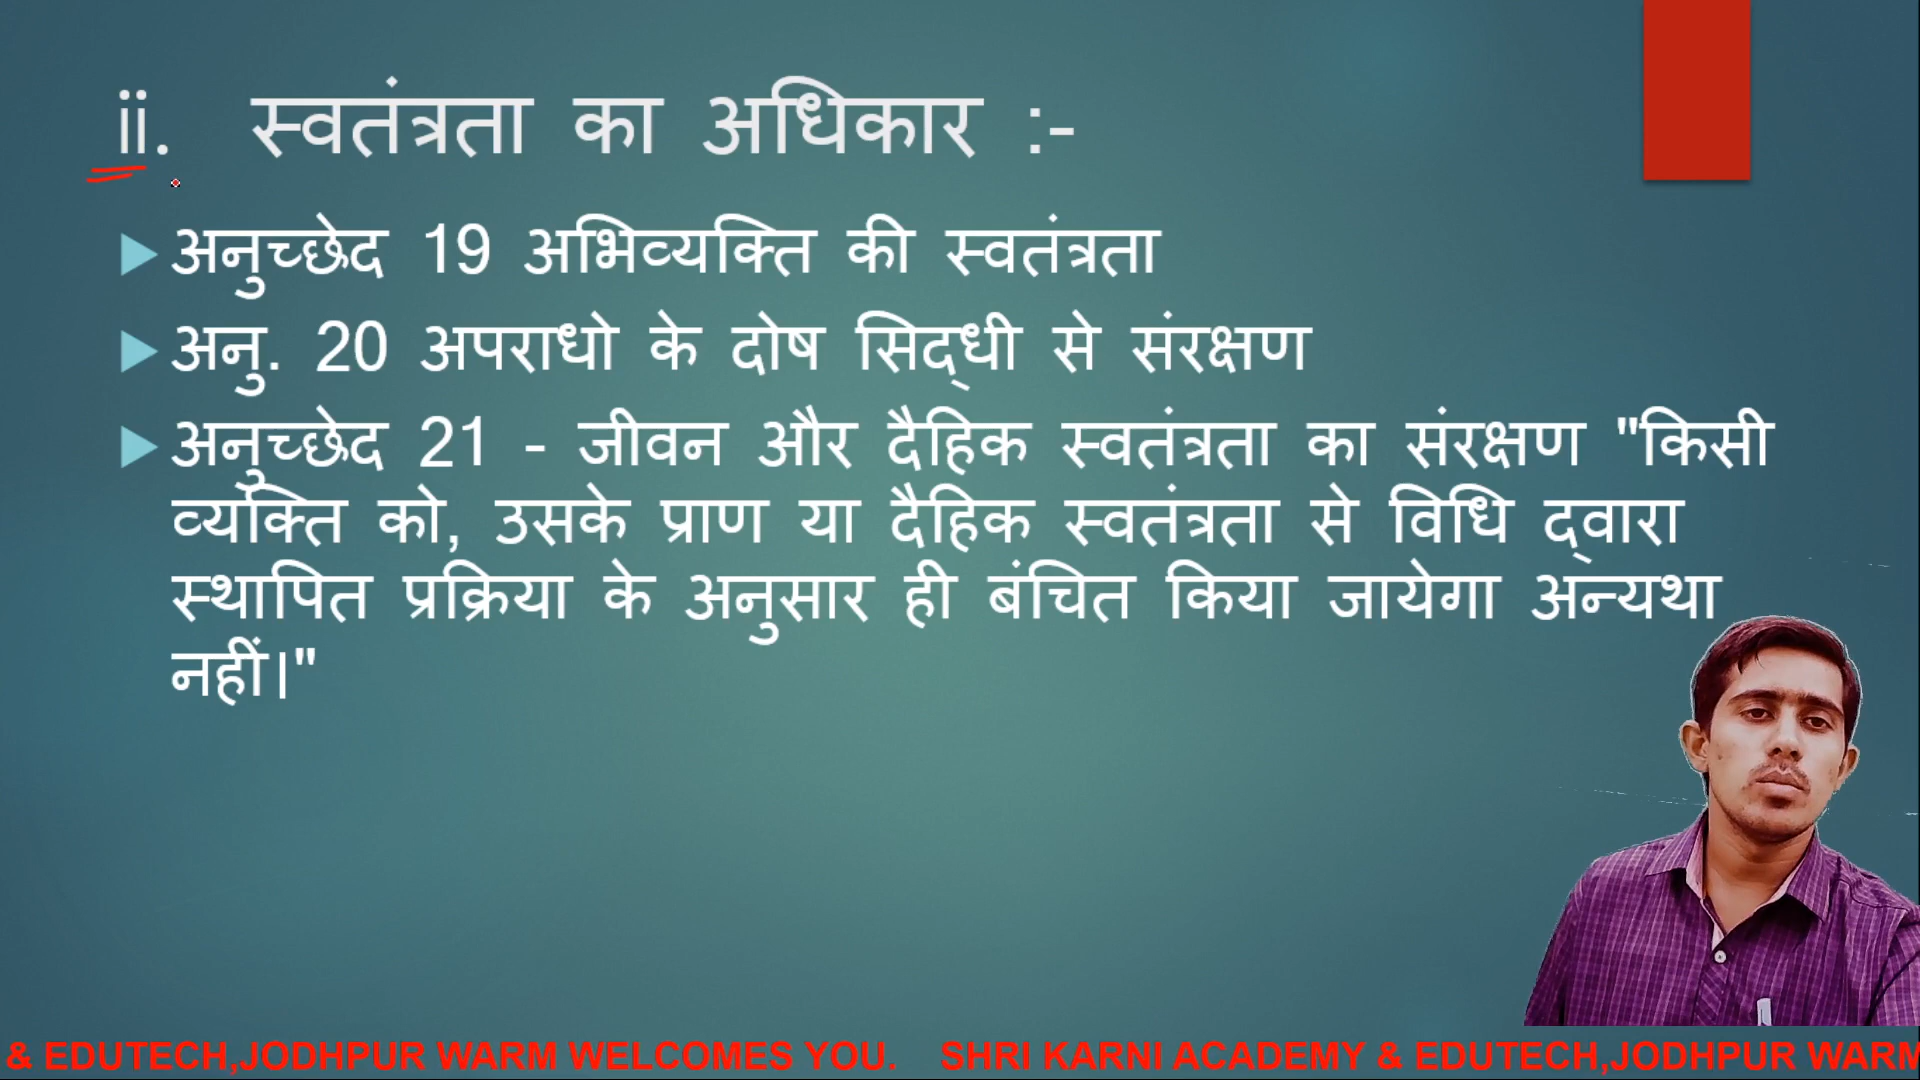 ii. स्वतंत्रता का अधिकार :-
अनुच्छेद 19 अभिव्यक्ति की स्वतंत्रता
अनु. 20 अपराधो के दोष सिद्धी से संरक्षण
अनुच्छेद 21 - जीवन और दैहिक स्वतंत्रता का संरक्षण "किसी
व्यक्ति को, उसके प्राण या दैहिक स्वतंत्रता से विधि द्वारा
स्थापित प्रक्रिया के अनुसार ही बंचित किया जायेगा अन्यथा
नहीं।"
& EDUTECH,JODHPUR WARM WELCOMES YOU. SHRI KARNI ACADEMY & EDUTECH,JODHPUR WARM